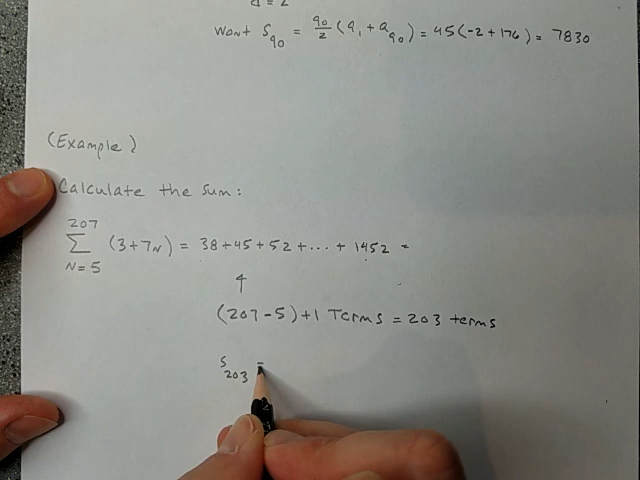 d = 2
Want S₉₀ = 90/2 (a₁ + a₉₀) = 45(-2 + 176) = 7830
(Example)
Calculate the sum:
207
Σ (3+7N) = 38+45+52+...+1452 =
N=5
↑
(207-5)+1 Terms = 203 terms
S₂₀₃ =